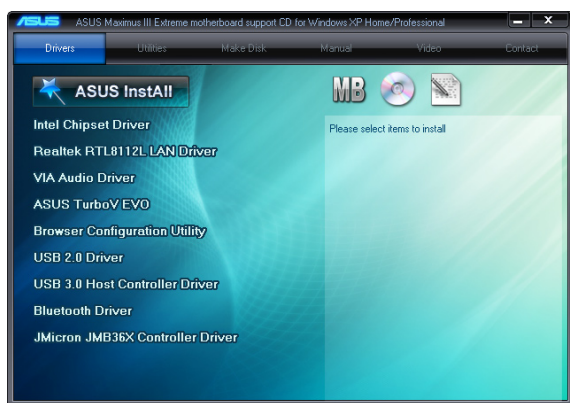 ASUS ASUS Maximus III Extreme motherboard support CD for Windows XP Home/Professional
Drivers Utilities Make Disk Manual Video Contact
ASUS InstAll
MB
Please select items to install
Intel Chipset Driver
Realtek RTL8112L LAN Driver
VIA Audio Driver
ASUS TurboV EVO
Browser Configuration Utility
USB 2.0 Driver
USB 3.0 Host Controller Driver
Bluetooth Driver
JMicron JMB36X Controller Driver